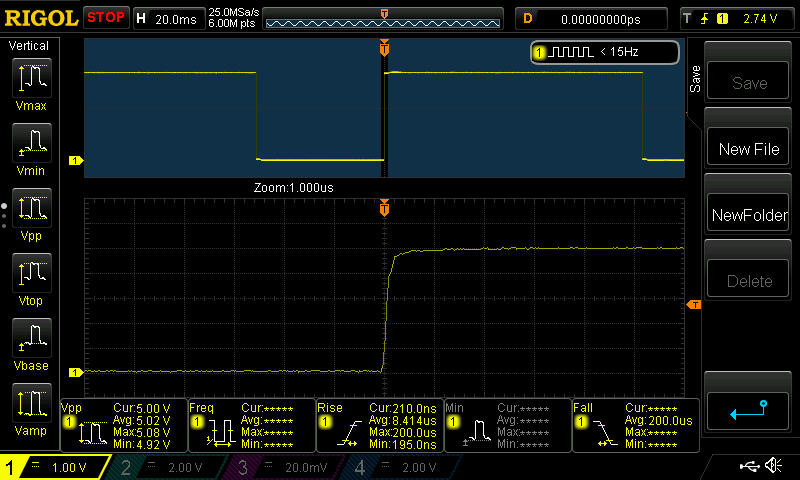 RIGOL STOP H 20.0ms 25.0MSa/s 6.00M pts T D 0.00000000ps T 1 2.74 V
Vertical
Vmax
Vmin
Vpp
Vtop
Vbase
Vamp
T
1 < 15Hz
1
Zoom:1.000us
T
T
1
Save
Save
New File
NewFolder
Delete
Vpp 1 Cur:5.00 V
Avg:5.02 V
Max:5.08 V
Min:4.92 V
Freq 1 Cur:*****
Avg:*****
Max:*****
Min:*****
Rise 1 Cur:210.0ns
Avg:8.414us
Max:200.0us
Min:195.0ns
Min 1 Cur:*****
Avg:*****
Max:*****
Min:*****
Fall 1 Cur:*****
Avg:200.0us
Max:*****
Min:*****
1 1.00 V 2 2.00 V 3 20.0mV 4 2.00 V